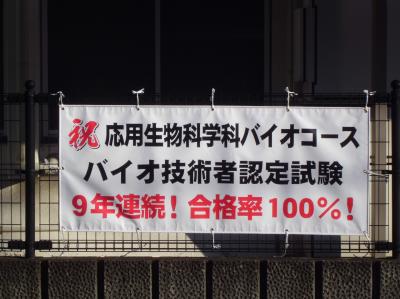 祝 応用生物科学科バイオコース
バイオ技術者認定試験
9年連続！合格率100％！